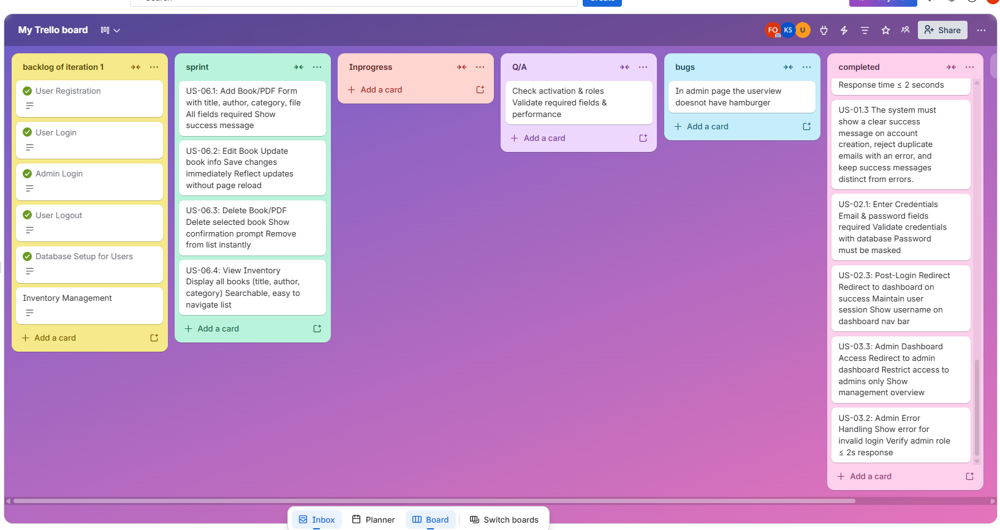 My Trello board
FO
KS
U
Share
backlog of iteration 1
User Registration
User Login
Admin Login
User Logout
Database Setup for Users
Inventory Management
Add a card
sprint
US-06.1: Add Book/PDF Form
with title, author, category, file
All fields required Show
success message
US-06.2: Edit Book Update
book info Save changes
immediately Reflect updates
without page reload
US-06.3: Delete Book/PDF
Delete selected book Show
confirmation prompt Remove
from list instantly
US-06.4: View Inventory
Display all books (title, author,
category) Searchable, easy to
navigate list
Add a card
Inprogress
Add a card
Q/A
Check activation & roles
Validate required fields &
performance
Add a card
bugs
In admin page the userview
doesnot have hamburger
Add a card
completed
Response time ≤ 2 seconds
US-01.3 The system must
show a clear success
message on account
creation, reject duplicate
emails with an error, and
keep success messages
distinct from errors.
US-02.1: Enter Credentials
Email & password fields
required Validate credentials
with database Password
must be masked
US-02.3: Post-Login Redirect
Redirect to dashboard on
success Maintain user
session Show username on
dashboard nav bar
US-03.3: Admin Dashboard
Access Redirect to admin
dashboard Restrict access to
admins only Show
management overview
US-03.2: Admin Error
Handling Show error for
invalid login Verify admin role
≤ 2s response
Add a card
Inbox
Planner
Board
Switch boards